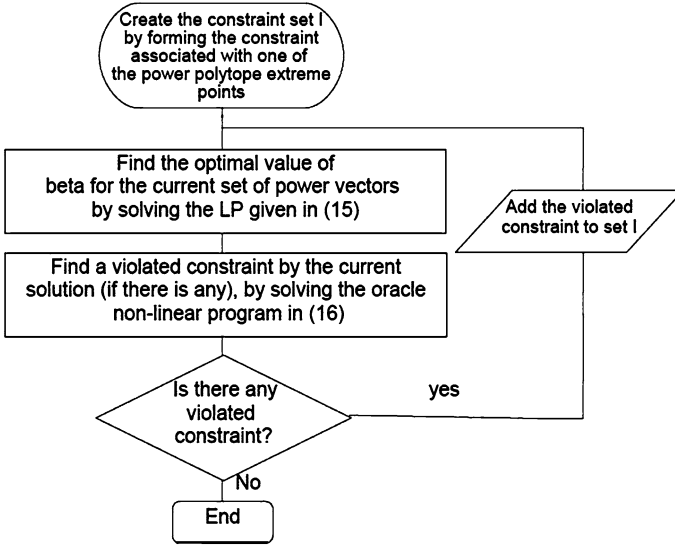 Create the constraint set I
by forming the constraint
associated with one of
the power polytope extreme
points
Find the optimal value of
beta for the current set of power vectors
by solving the LP given in (15)
Add the violated
constraint to set I
Find a violated constraint by the current
solution (if there is any), by solving the oracle
non-linear program in (16)
Is there any
violated
constraint?
yes
No
End